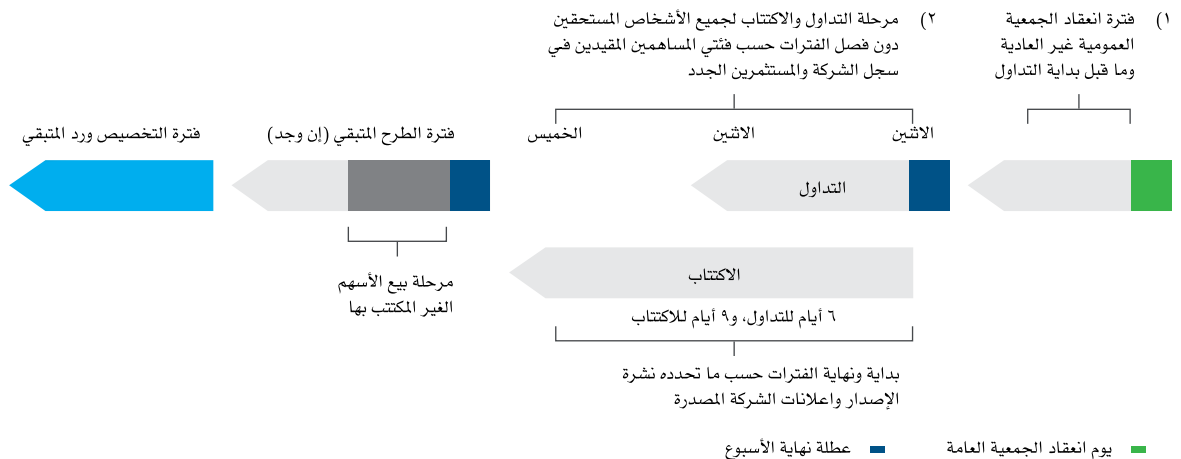 ١) فترة انعقاد الجمعية
العمومية غير العادية
وما قبل بداية التداول
٢) مرحلة التداول والاكتتاب لجميع الأشخاص المستحقين
دون فصل الفترات حسب فئتي المساهمين المقيدين في
سجل الشركة والمستثمرين الجدد
الاثنين
الاثنين
الخميس
فترة الطرح المتبقي (إن وجد)
فترة التخصيص ورد المتبقي
التداول
الاكتتاب
٦ أيام للتداول، و٩ أيام للاكتتاب
بداية ونهاية الفترات حسب ما تحدده نشرة
الإصدار واعلانات الشركة المصدرة
مرحلة بيع الأسهم
الغير المكتتب بها
يوم انعقاد الجمعية العامة
عطلة نهاية الأسبوع